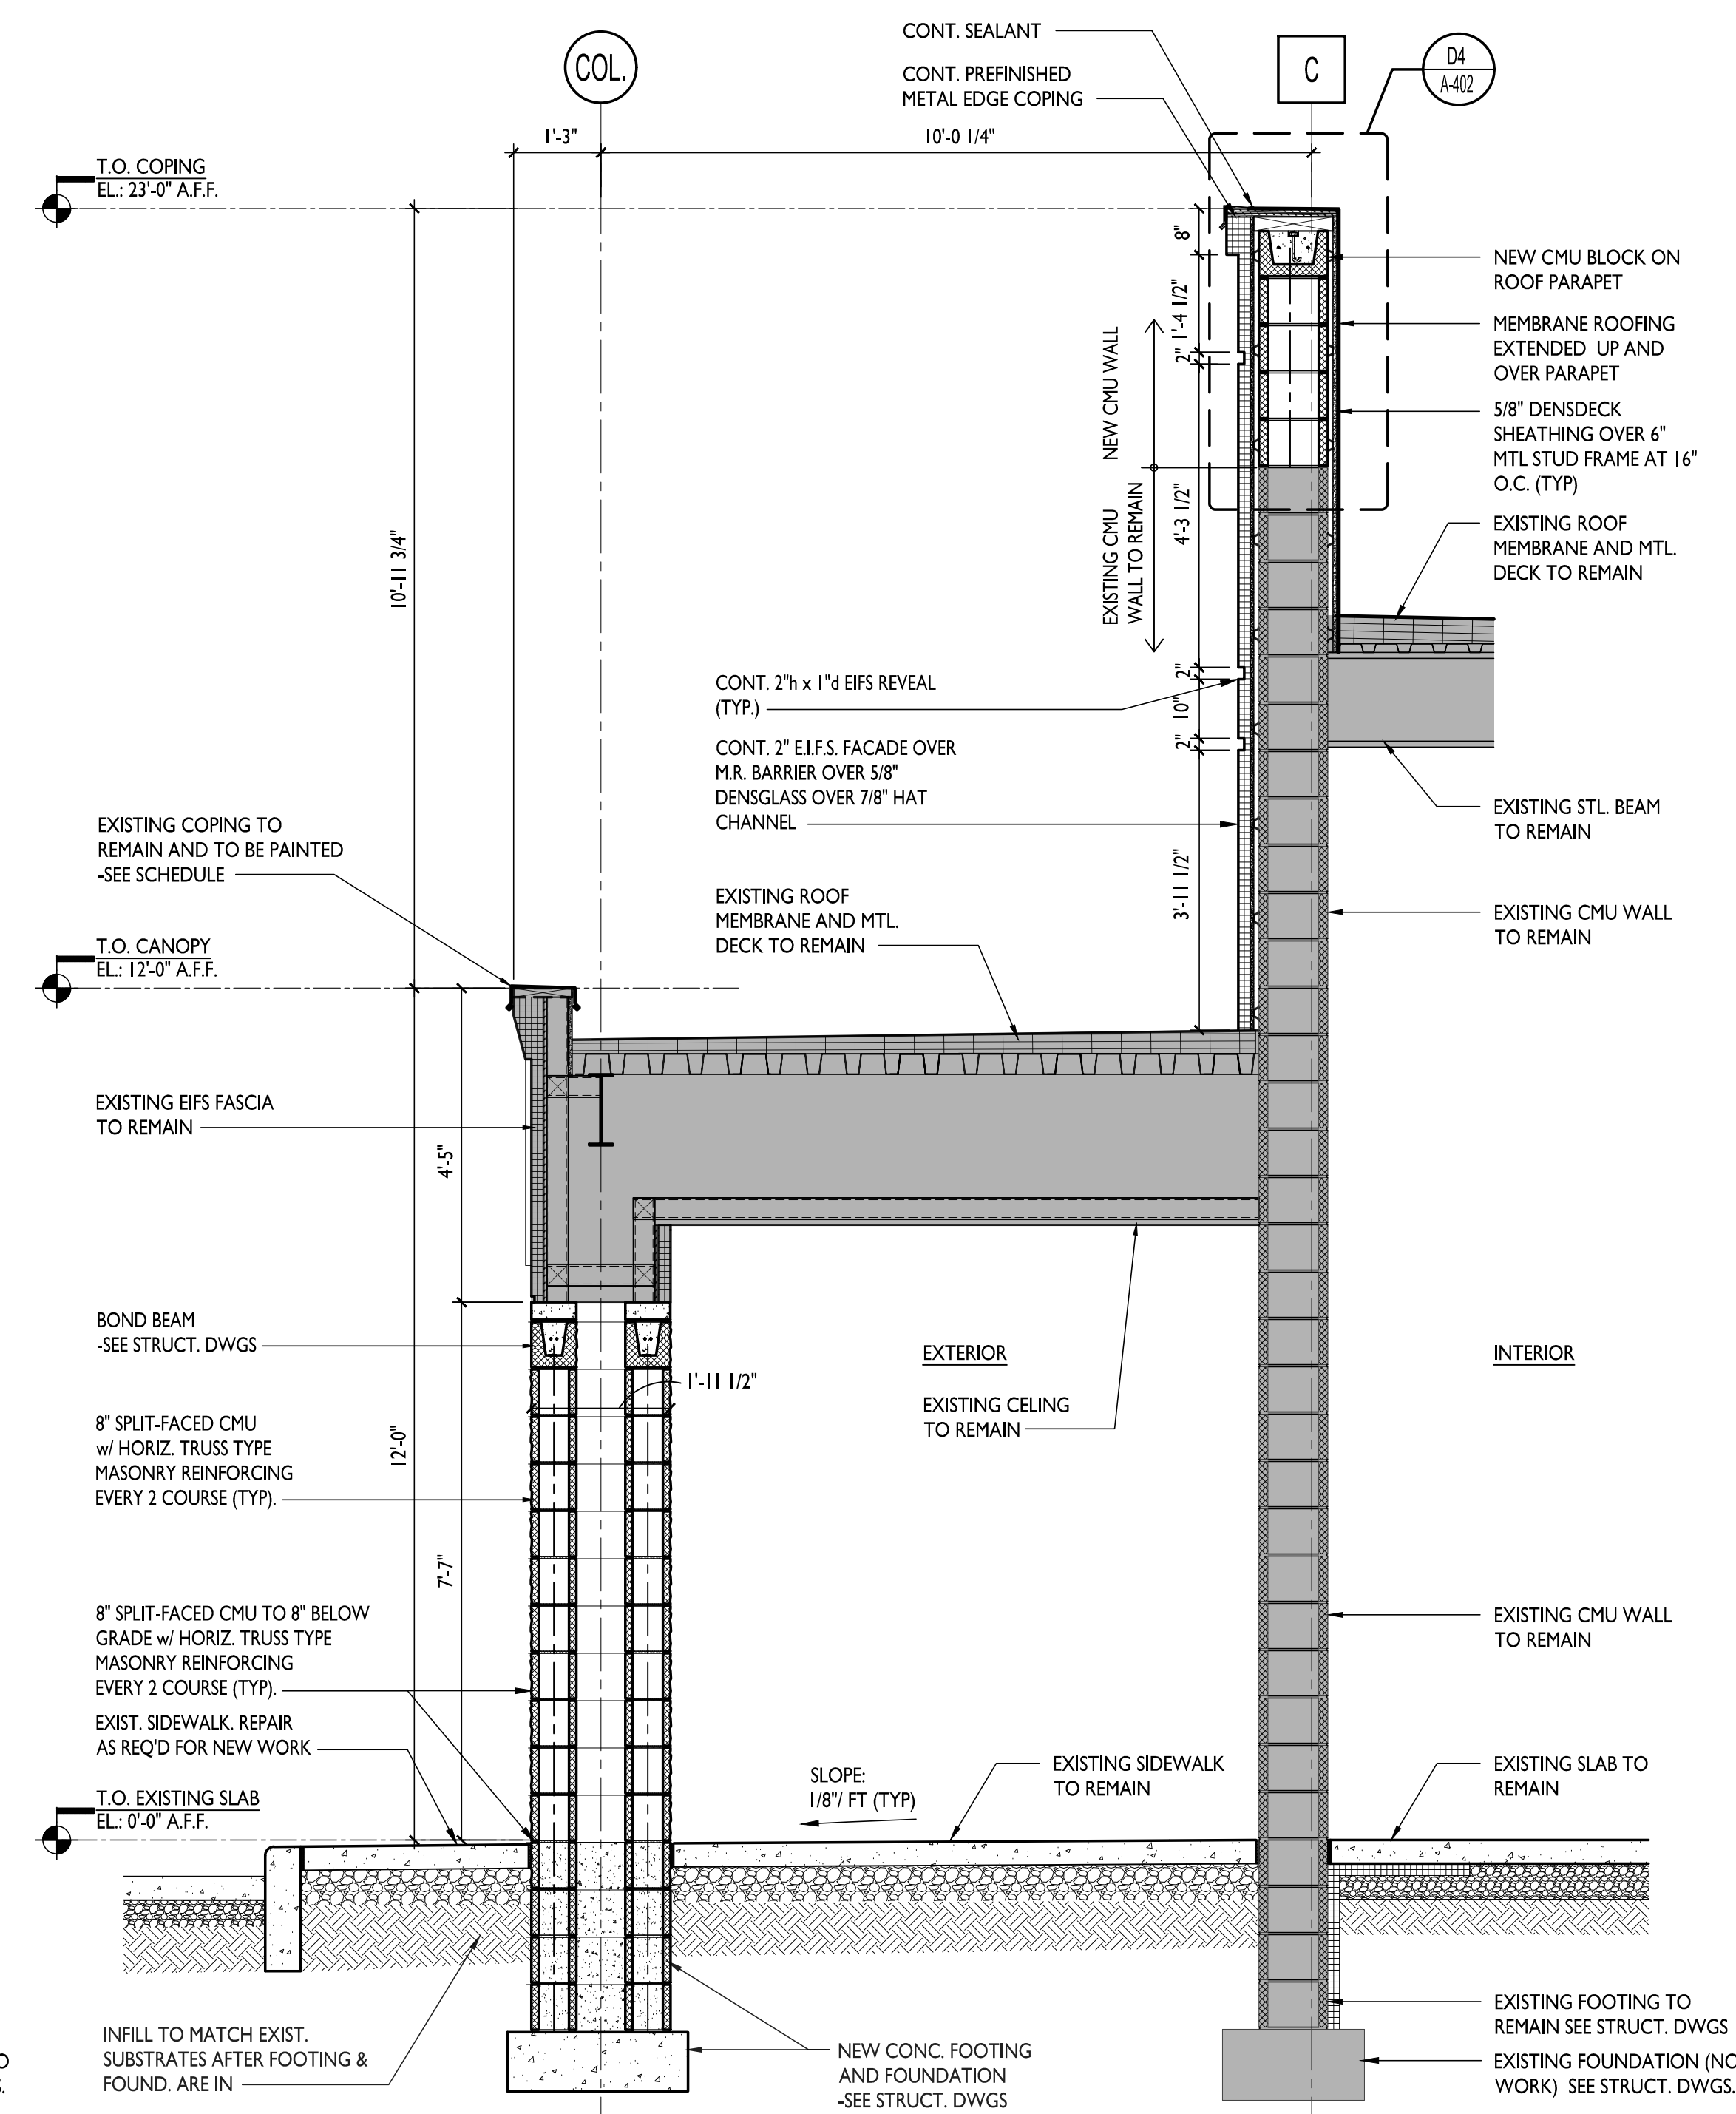 COL.
C
D4
A-402
CONT. SEALANT
CONT. PREFINISHED
METAL EDGE COPING
1'-3"
10'-0 1/4"
T.O. COPING
EL.: 23'-0" A.F.F.
8"
1'-4 1/2"
2"
4'-3 1/2"
2"
10"
2"
3'-11 1/2"
NEW CMU WALL
EXISTING CMU
WALL TO REMAIN
10'-11 3/4"
NEW CMU BLOCK ON
ROOF PARAPET
MEMBRANE ROOFING
EXTENDED UP AND
OVER PARAPET
5/8" DENSDECK
SHEATHING OVER 6"
MTL STUD FRAME AT 16"
O.C. (TYP)
EXISTING ROOF
MEMBRANE AND MTL.
DECK TO REMAIN
CONT. 2"h x 1"d EIFS REVEAL
(TYP.)
CONT. 2" E.I.F.S. FACADE OVER
M.R. BARRIER OVER 5/8"
DENSGLASS OVER 7/8" HAT
CHANNEL
EXISTING STL. BEAM
TO REMAIN
EXISTING COPING TO
REMAIN AND TO BE PAINTED
-SEE SCHEDULE
EXISTING ROOF
MEMBRANE AND MTL.
DECK TO REMAIN
EXISTING CMU WALL
TO REMAIN
T.O. CANOPY
EL.: 12'-0" A.F.F.
EXISTING EIFS FASCIA
TO REMAIN
4'-5"
BOND BEAM
-SEE STRUCT. DWGS
1'-11 1/2"
EXTERIOR
INTERIOR
EXISTING CELING
TO REMAIN
8" SPLIT-FACED CMU
w/ HORIZ. TRUSS TYPE
MASONRY REINFORCING
EVERY 2 COURSE (TYP).
12'-0"
7'-7"
8" SPLIT-FACED CMU TO 8" BELOW
GRADE w/ HORIZ. TRUSS TYPE
MASONRY REINFORCING
EVERY 2 COURSE (TYP).
EXISTING CMU WALL
TO REMAIN
EXIST. SIDEWALK. REPAIR
AS REQ'D FOR NEW WORK
SLOPE:
1/8"/ FT (TYP)
EXISTING SIDEWALK
TO REMAIN
EXISTING SLAB TO
REMAIN
T.O. EXISTING SLAB
EL.: 0'-0" A.F.F.
INFILL TO MATCH EXIST.
SUBSTRATES AFTER FOOTING &
FOUND. ARE IN
NEW CONC. FOOTING
AND FOUNDATION
-SEE STRUCT. DWGS
EXISTING FOOTING TO
REMAIN SEE STRUCT. DWGS
EXISTING FOUNDATION (NO
WORK) SEE STRUCT. DWGS.